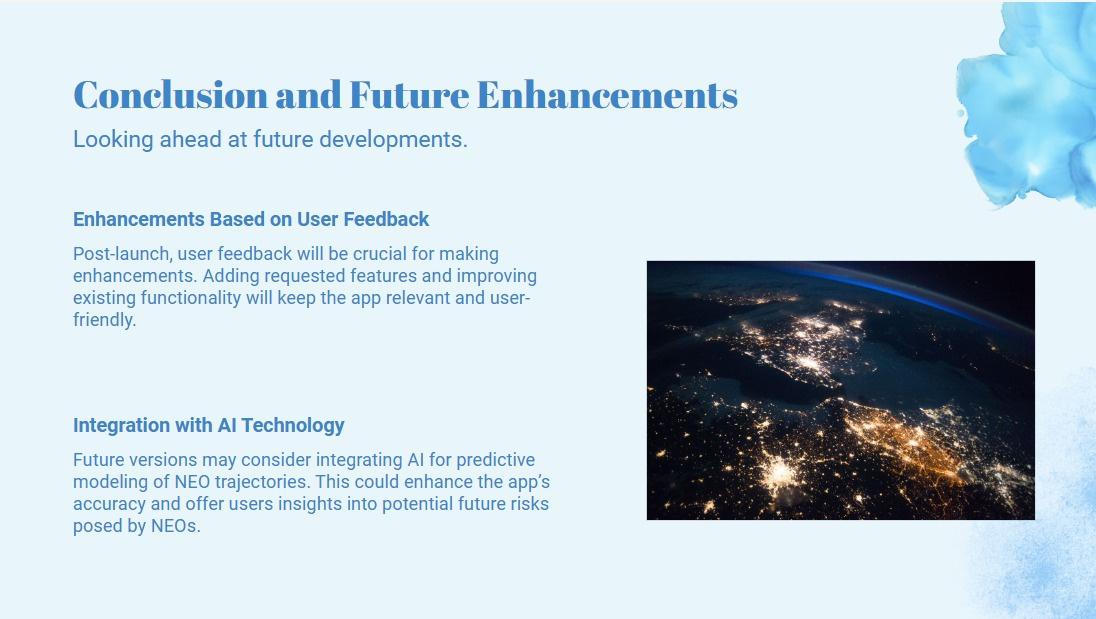 Conclusion and Future Enhancements
Looking ahead at future developments.
Enhancements Based on User Feedback
Post-launch, user feedback will be crucial for making
enhancements. Adding requested features and improving
existing functionality will keep the app relevant and user-
friendly.
Integration with AI Technology
Future versions may consider integrating AI for predictive
modeling of NEO trajectories. This could enhance the app’s
accuracy and offer users insights into potential future risks
posed by NEOs.